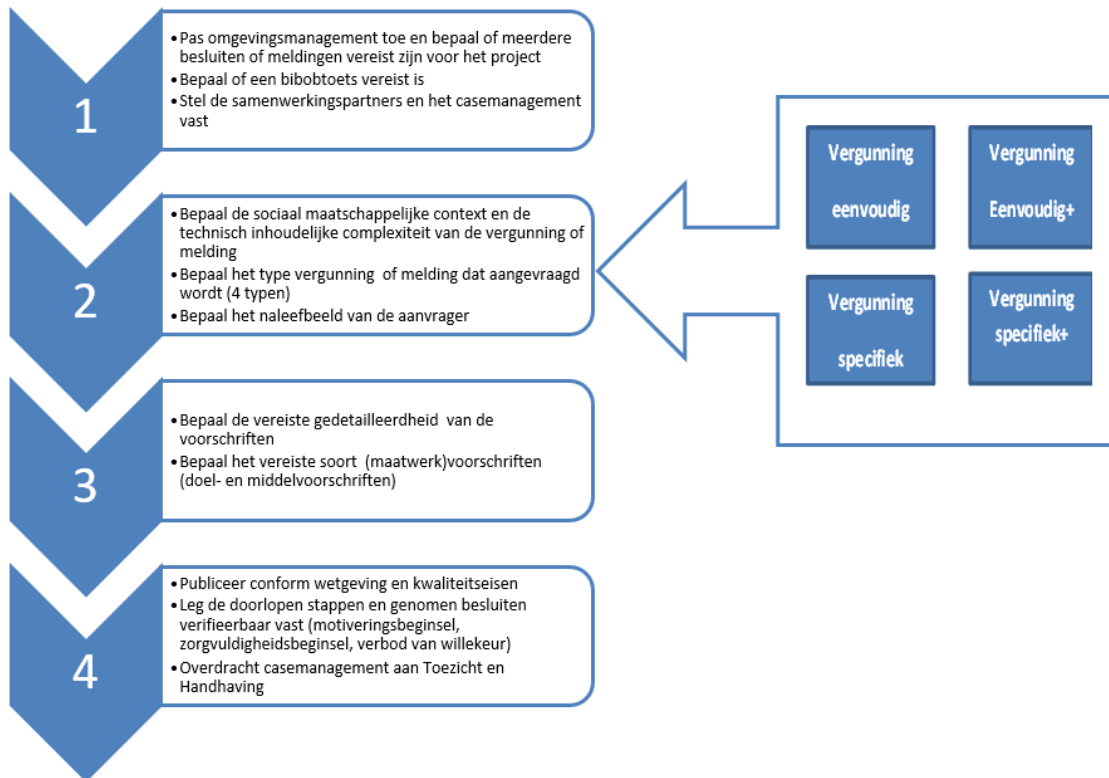 1
•Pas omgevingsmanagement toe en bepaal of meerdere
besluiten of meldingen vereist zijn voor het project
•Bepaal of een bibobtoets vereist is
•Stel de samenwerkingspartners en het casemanagement
vast
2
•Bepaal de sociaal maatschappelijke context en de
technisch inhoudelijke complexiteit van de vergunning of
melding
•Bepaal het type vergunning of melding dat aangevraagd
wordt (4 typen)
•Bepaal het naleefbeeld van de aanvrager
Vergunning
eenvoudig
Vergunning
Eenvoudig+
Vergunning
specifiek
Vergunning
specifiek+
3
•Bepaal de vereiste gedetailleerdheid van de
voorschriften
•Bepaal het vereiste soort (maatwerk)voorschriften
(doel- en middelvoorschriften)
4
•Publiceer conform wetgeving en kwaliteitseisen
•Leg de doorlopen stappen en genomen besluiten
verifieerbaar vast (motiveringsbeginsel,
zorgvuldigheidsbeginsel, verbod van willekeur)
•Overdracht casemanagement aan Toezicht en
Handhaving